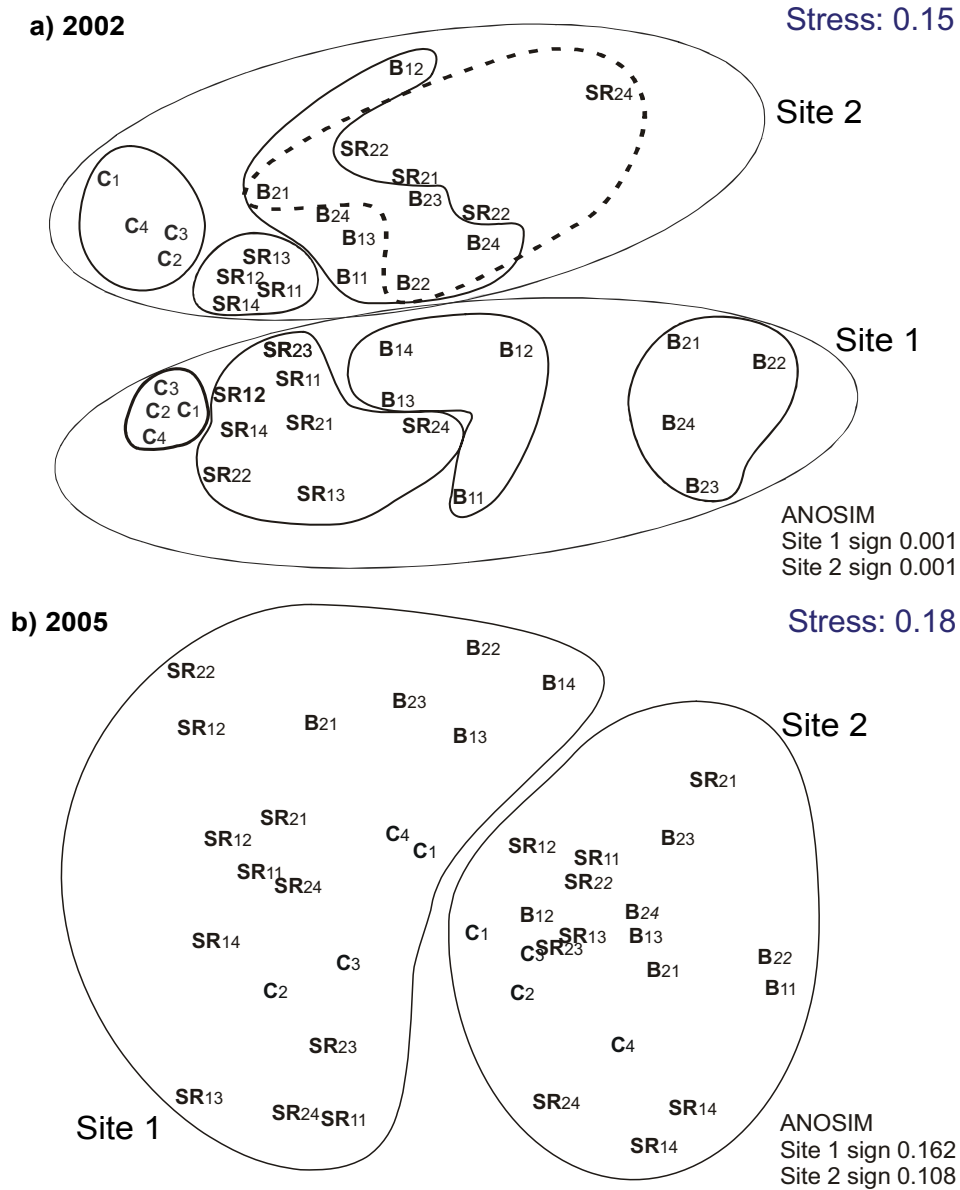 a) 2002
Stress: 0.15
B12
SR24
Site 2
SR22
C1
SR21
B21
B23
B24
SR22
C4
C3
B13
B24
C2
SR13
SR12
B11
B22
SR11
SR14
Site 1
SR23
B14
B12
B21
B22
SR11
C3
SR12
B13
C2
C1
SR21
SR24
B24
SR14
C4
SR22
B23
SR13
B11
ANOSIM
Site 1 sign 0.001
Site 2 sign 0.001
b) 2005
Stress: 0.18
B22
SR22
B14
B23
B21
SR12
B13
Site 2
SR21
SR21
C4
SR12
B23
SR12
C1
SR11
SR11
SR24
SR22
B24
B12
C1
SR13
B13
SR14
SR23
C3
B22
C3
B21
B11
C2
C2
SR23
C4
SR13
SR24
SR14
SR24
SR11
Site 1
SR14
ANOSIM
Site 1 sign 0.162
Site 2 sign 0.108